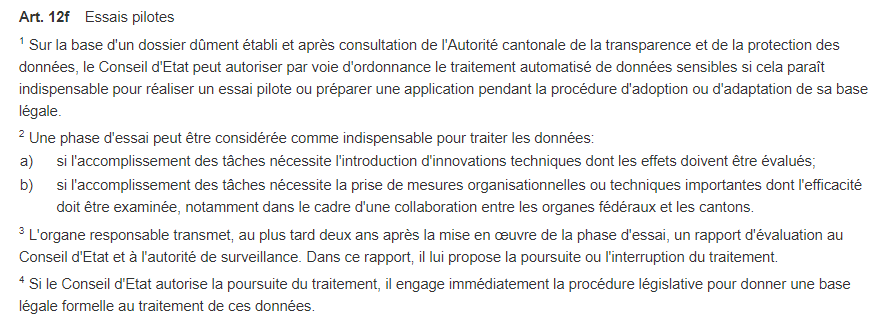 Art. 12f Essais pilotes
1 Sur la base d'un dossier dûment établi et après consultation de l'Autorité cantonale de la transparence et de la protection des
données, le Conseil d'Etat peut autoriser par voie d'ordonnance le traitement automatisé de données sensibles si cela paraît
indispensable pour réaliser un essai pilote ou préparer une application pendant la procédure d'adoption ou d'adaptation de sa base
légale.
2 Une phase d'essai peut être considérée comme indispensable pour traiter les données:
a) si l'accomplissement des tâches nécessite l'introduction d'innovations techniques dont les effets doivent être évalués;
b) si l'accomplissement des tâches nécessite la prise de mesures organisationnelles ou techniques importantes dont l'efficacité
doit être examinée, notamment dans le cadre d'une collaboration entre les organes fédéraux et les cantons.
3 L'organe responsable transmet, au plus tard deux ans après la mise en œuvre de la phase d'essai, un rapport d'évaluation au
Conseil d'Etat et à l'autorité de surveillance. Dans ce rapport, il lui propose la poursuite ou l'interruption du traitement.
4 Si le Conseil d'Etat autorise la poursuite du traitement, il engage immédiatement la procédure législative pour donner une base
légale formelle au traitement de ces données.